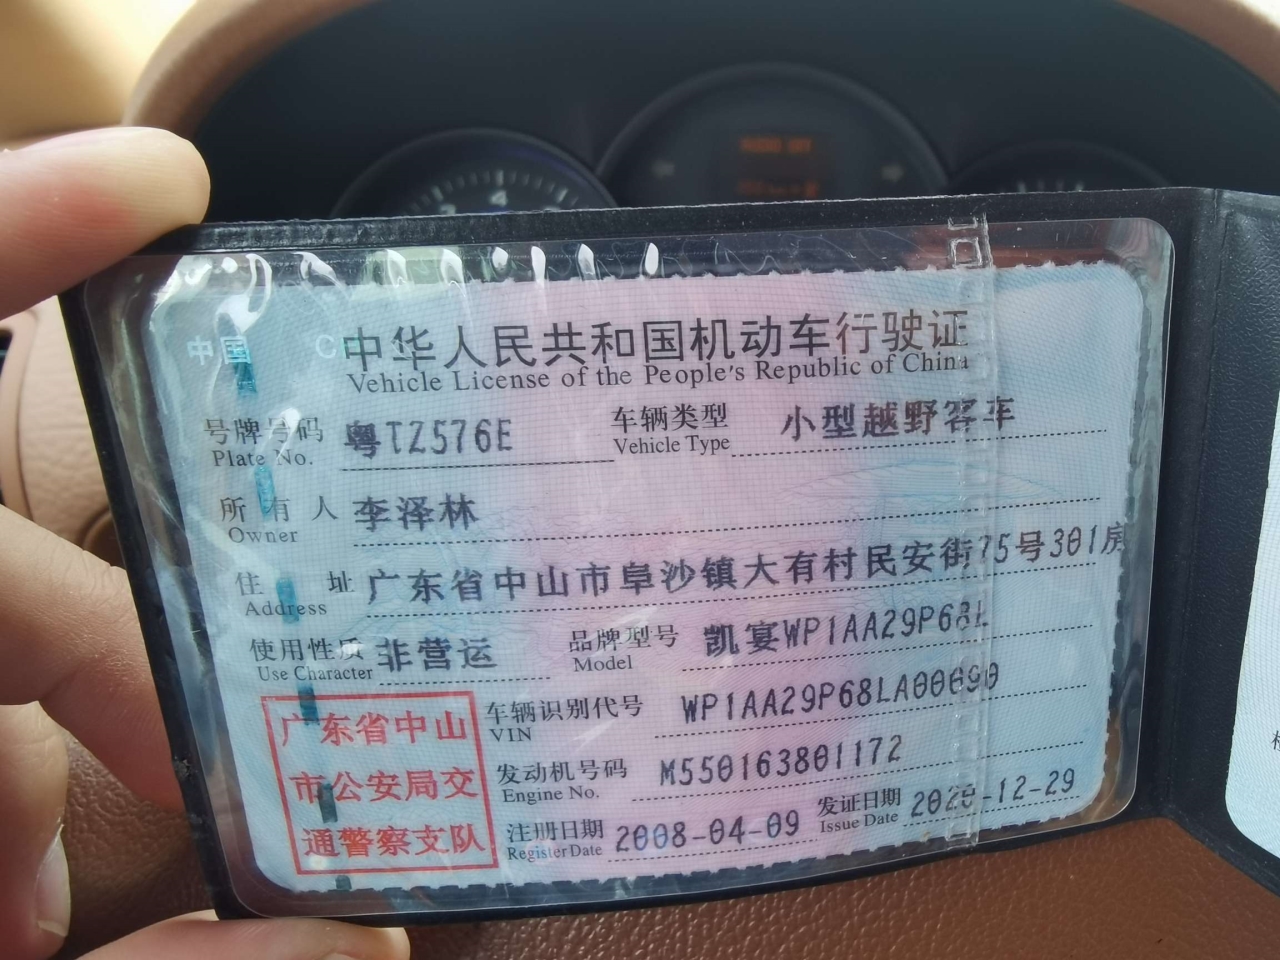 中国 C
中华人民共和国机动车行驶证
Vehicle License of the People's Republic of China
号牌号码 粤TZ576E 车辆类型 小型越野客车
Plate No. Vehicle Type
所有人 李泽林
Owner
住址 广东省中山市阜沙镇大有村民安街75号301房
Address
使用性质 非营运 品牌型号 凯宴WP1AA29P68L
Use Character Model
广东省中山
市公安局交
通警察支队
车辆识别代号 WP1AA29P68LA00690
VIN
发动机号码 M550163801172
Engine No.
注册日期 2008-04-09 发证日期 2020-12-29
Register Date Issue Date
4